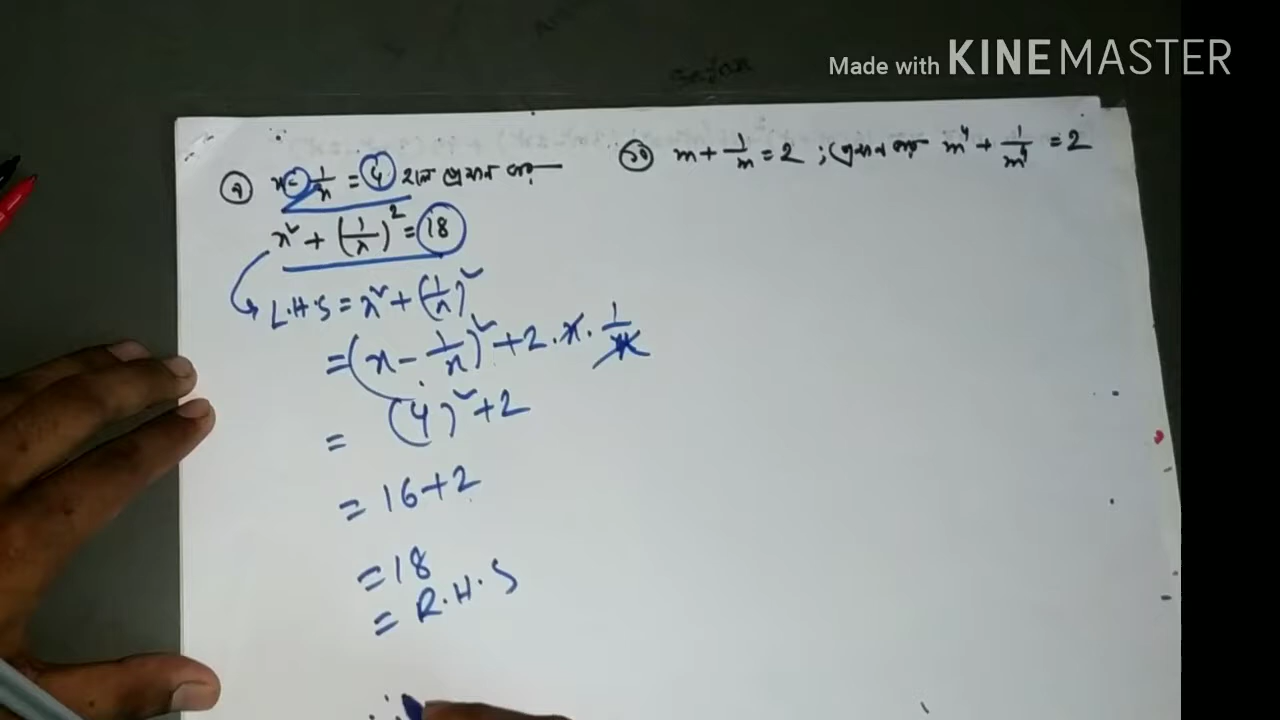 Made with KINEMASTER
৭ x - 1/x = 4 হলে প্রমাণ কর—
x² + (1/x)² = 18
L.H.S = x² + (1/x)²
= (x - 1/x)² + 2.x.1/x
= (4)² + 2
= 16+2
= 18
= R.H.S
১০ m + 1/m = 2 ; প্রমাণ কর m⁴ + 1/m⁴ = 2